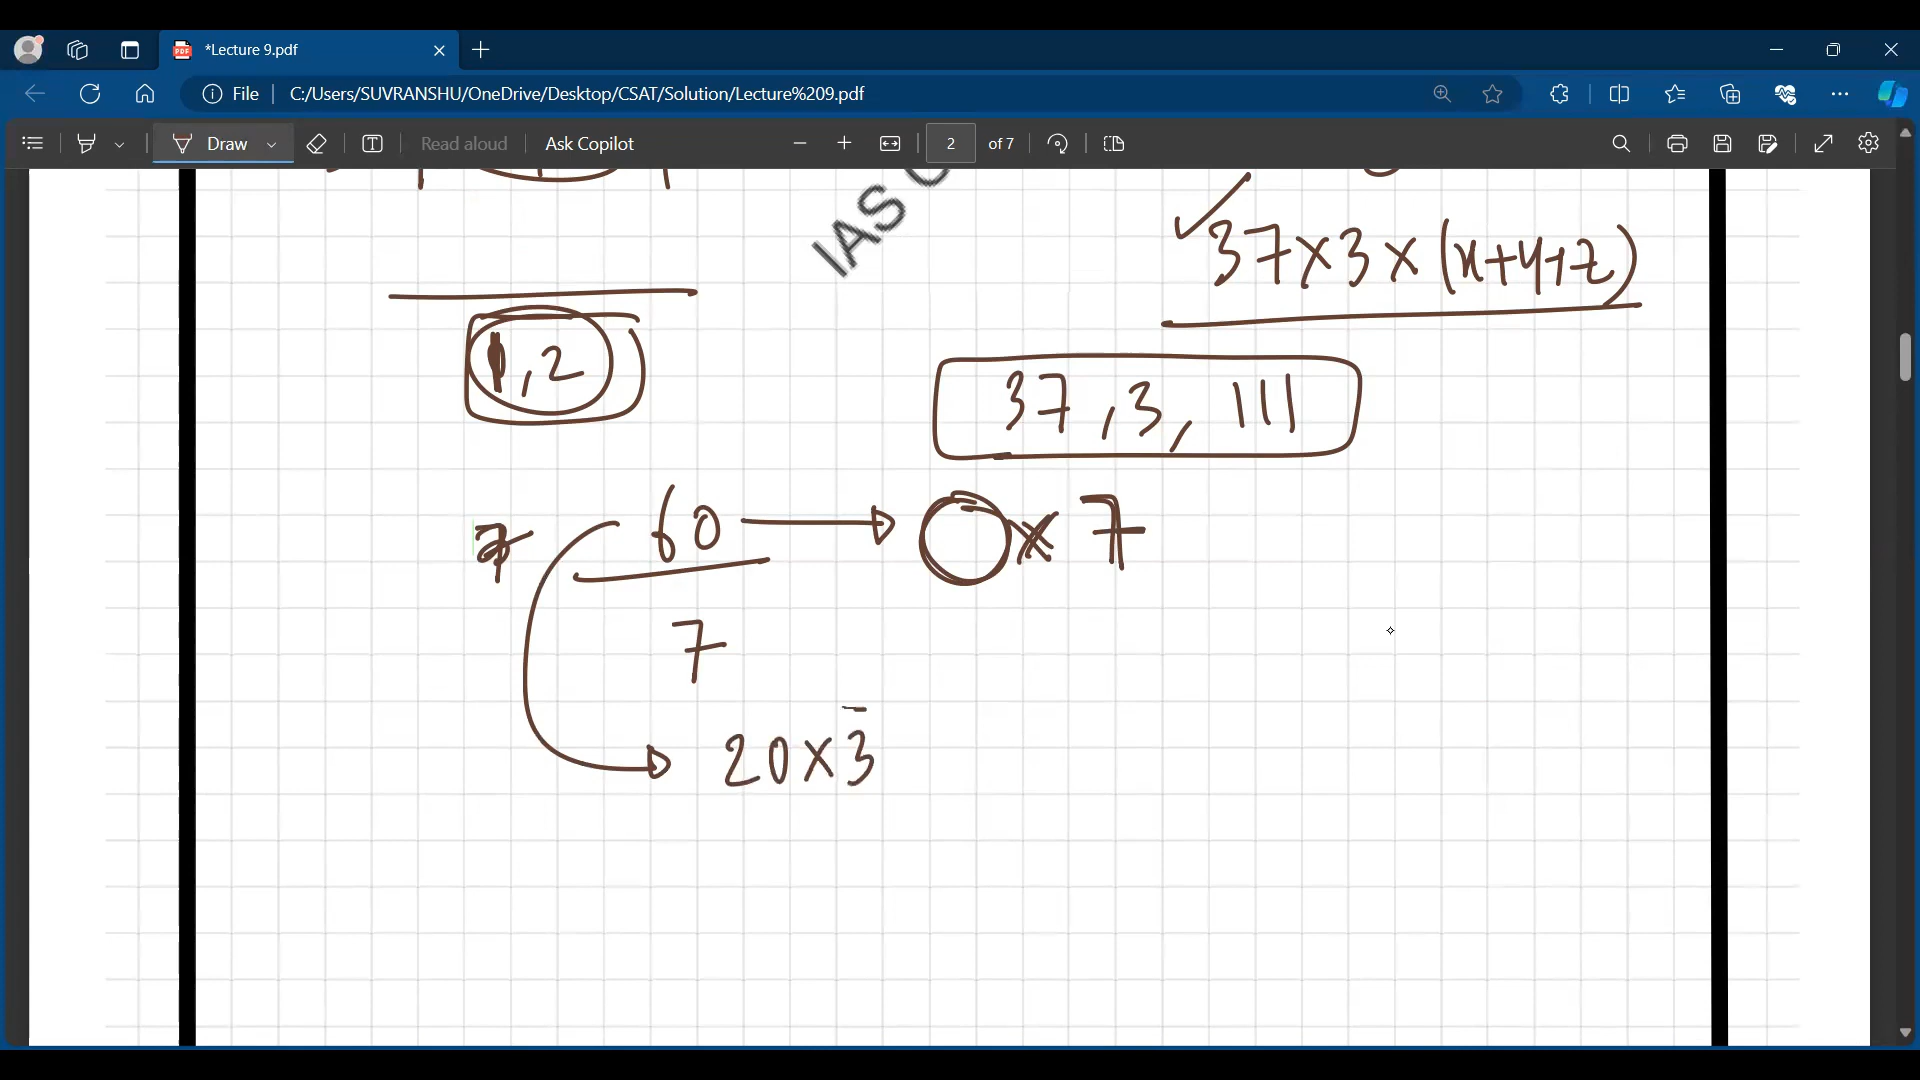 *Lecture 9.pdf
File
C:/Users/SUVRANSHU/OneDrive/Desktop/CSAT/Solution/Lecture%209.pdf
Draw
Read aloud
Ask Copilot
2
of 7
IAS
37×3×(x+y+z)
1,2
37,3, 111
60
× 7
7
20×3